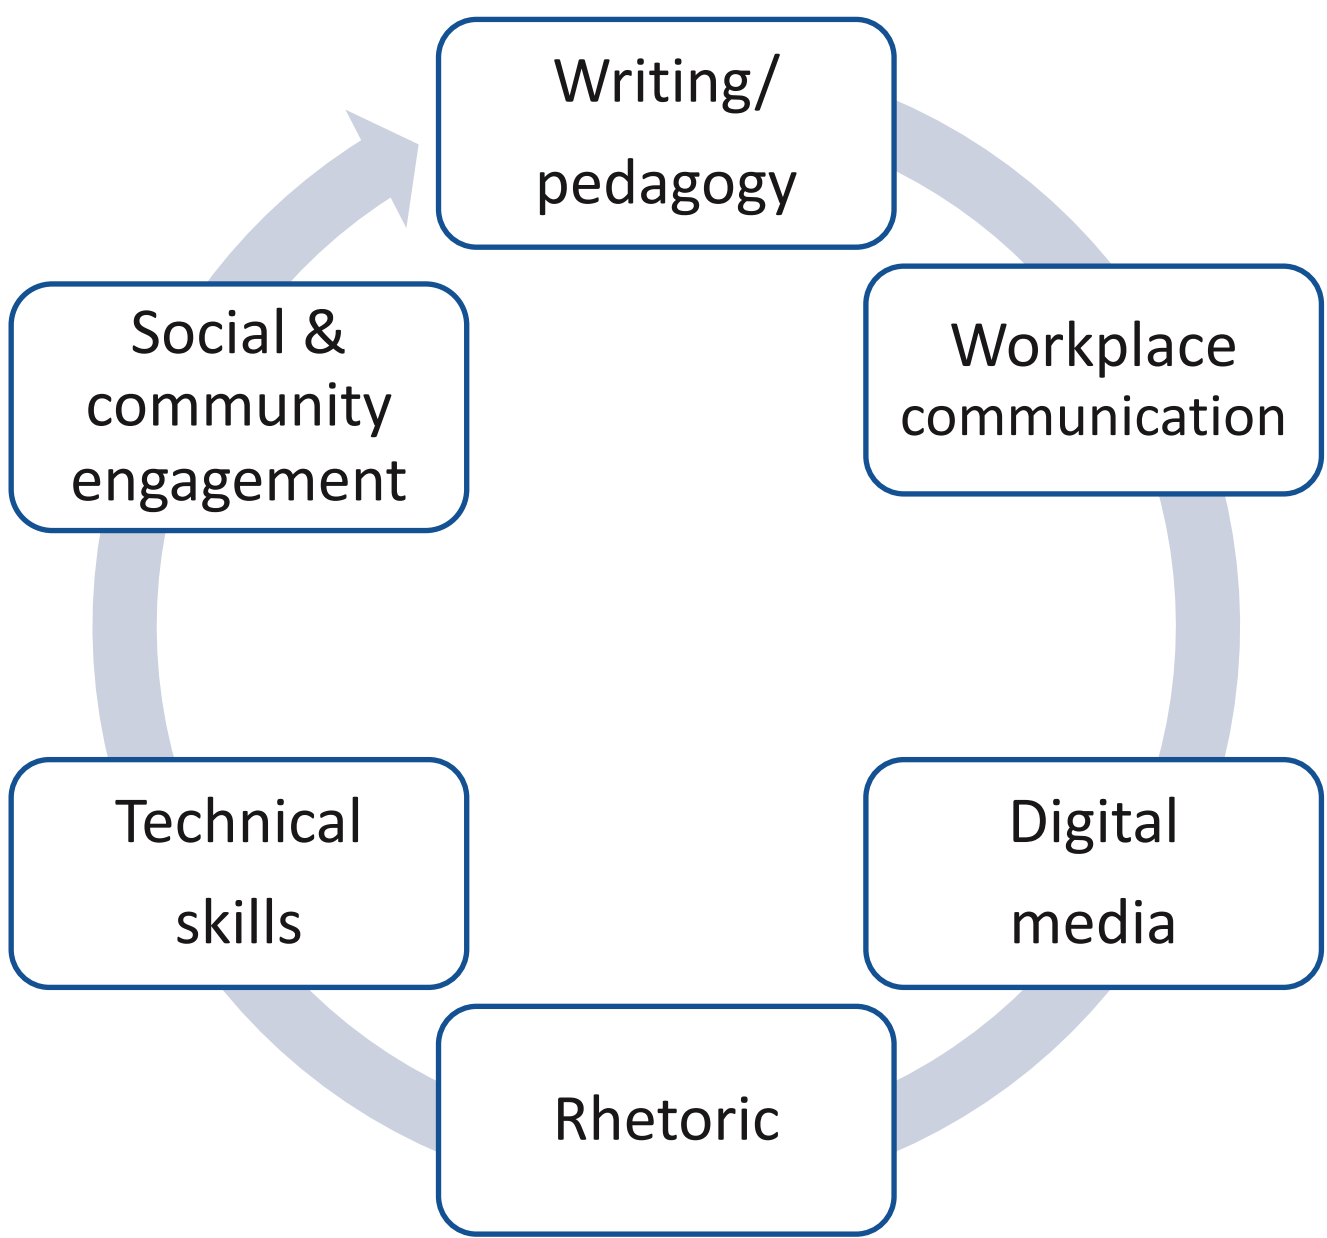 Writing/
pedagogy
Workplace
communication
Digital
media
Rhetoric
Technical
skills
Social &
community
engagement